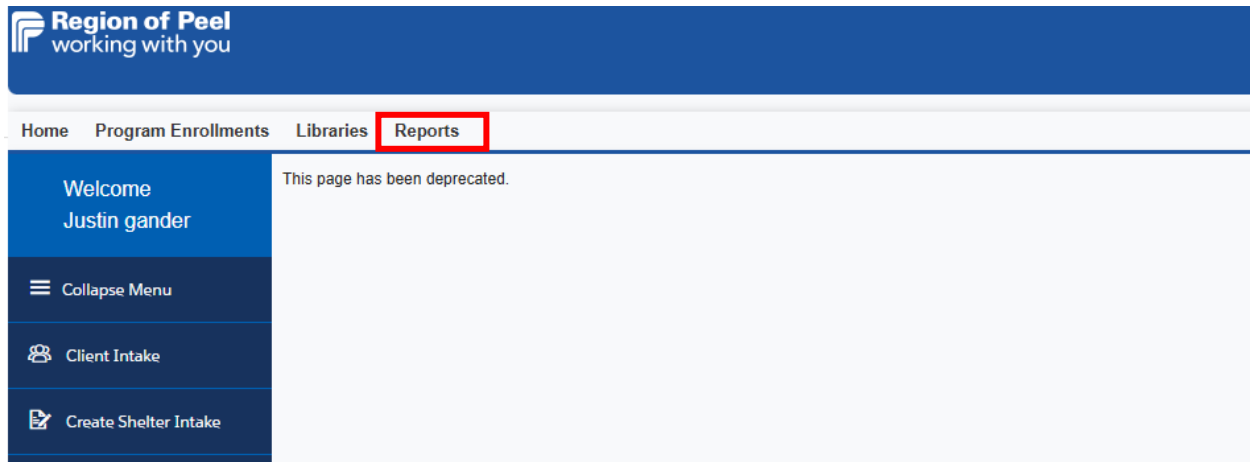 Region of Peel
working with you
Home Program Enrollments Libraries Reports
Welcome
Justin gander
This page has been deprecated.
Collapse Menu
Client Intake
Create Shelter Intake